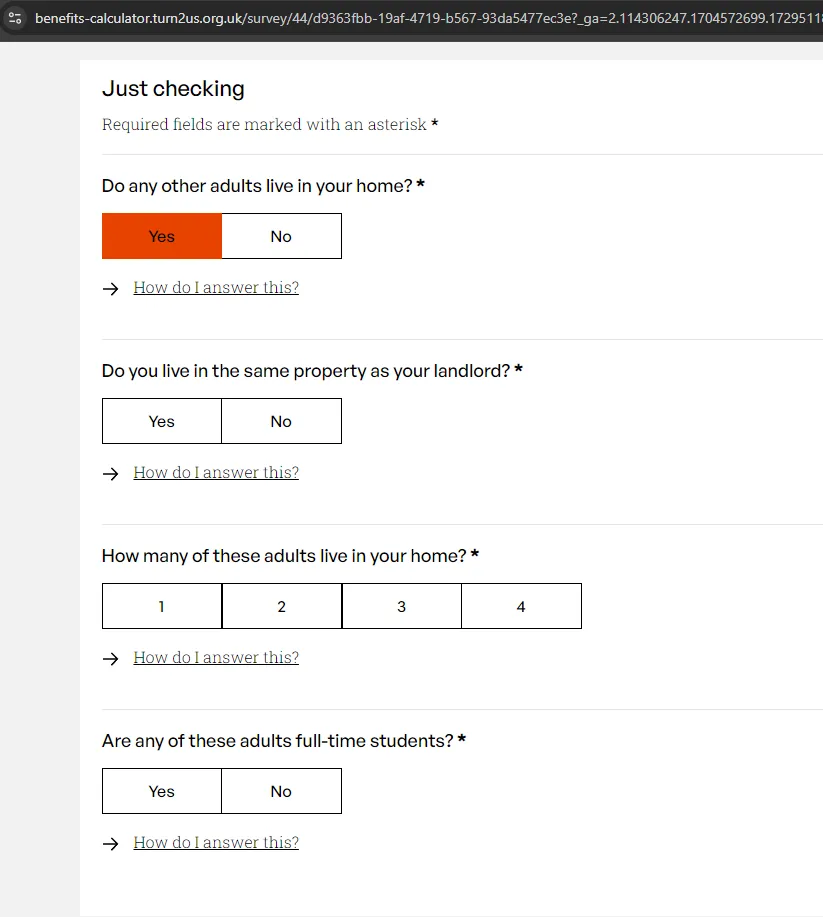 benefits-calculator.turn2us.org.uk/survey/44/d9363fbb-19af-4719-b567-93da5477ec3e?_ga=2.114306247.1704572699.17295118
Just checking
Required fields are marked with an asterisk *
Do any other adults live in your home? *
Yes No
→ How do I answer this?
Do you live in the same property as your landlord? *
Yes No
→ How do I answer this?
How many of these adults live in your home? *
1 2 3 4
→ How do I answer this?
Are any of these adults full-time students? *
Yes No
→ How do I answer this?